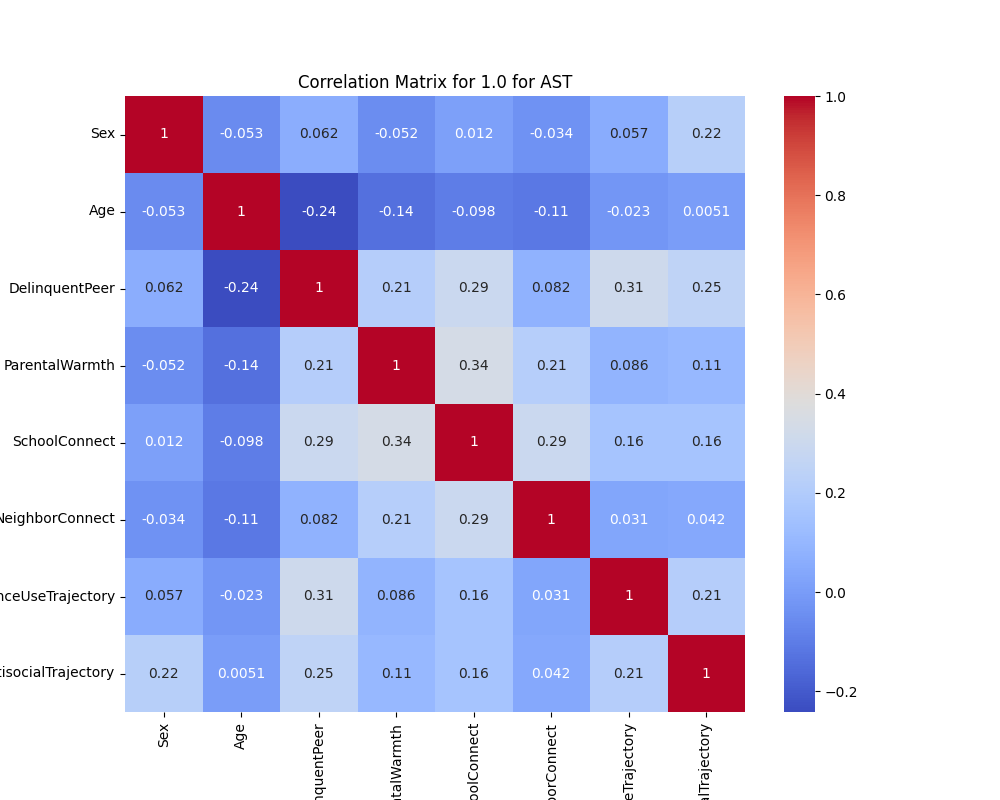 Correlation Matrix for 1.0 for AST
Sex 1 -0.053 0.062 -0.052 0.012 -0.034 0.057 0.22
Age -0.053 1 -0.24 -0.14 -0.098 -0.11 -0.023 0.0051
DelinquentPeer 0.062 -0.24 1 0.21 0.29 0.082 0.31 0.25
ParentalWarmth -0.052 -0.14 0.21 1 0.34 0.21 0.086 0.11
SchoolConnect 0.012 -0.098 0.29 0.34 1 0.29 0.16 0.16
NeighborConnect -0.034 -0.11 0.082 0.21 0.29 1 0.031 0.042
nceUseTrajectory 0.057 -0.023 0.31 0.086 0.16 0.031 1 0.21
tisocialTrajectory 0.22 0.0051 0.25 0.11 0.16 0.042 0.21 1
Sex
Age
nquentPeer
ntalWarmth
oolConnect
orConnect
eTrajectory
alTrajectory
1.0
0.8
0.6
0.4
0.2
0.0
−0.2